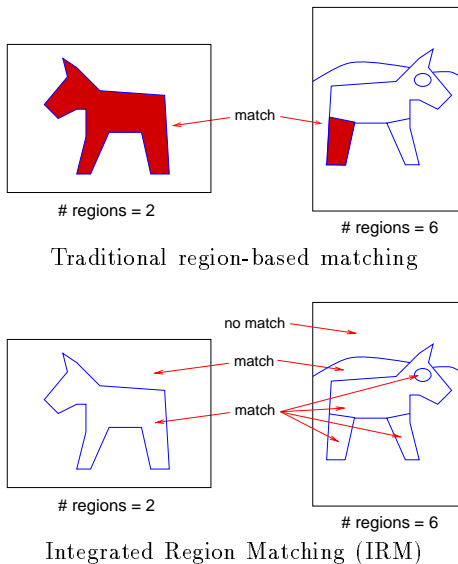 match
# regions = 2
# regions = 6
Traditional region-based matching
no match
match
match
# regions = 2
# regions = 6
Integrated Region Matching (IRM)